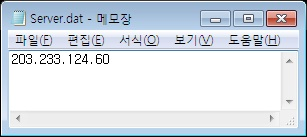 Server.dat - 메모장
파일(F) 편집(E) 서식(O) 보기(V) 도움말(H)
203.233.124.60